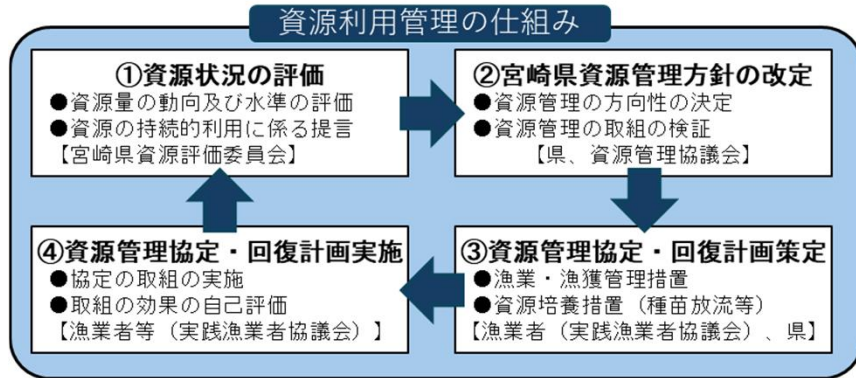 資源利用管理の仕組み
①資源状況の評価
●資源量の動向及び水準の評価
●資源の持続的利用に係る提言
【宮崎県資源評価委員会】
②宮崎県資源管理方針の改定
●資源管理の方向性の決定
●資源管理の取組の検証
【県、資源管理協議会】
③資源管理協定・回復計画策定
●漁業・漁獲管理措置
●資源培養措置（種苗放流等）
【漁業者（実践漁業者協議会）、県】
④資源管理協定・回復計画実施
●協定の取組の実施
●取組の効果の自己評価
【漁業者等（実践漁業者協議会）】